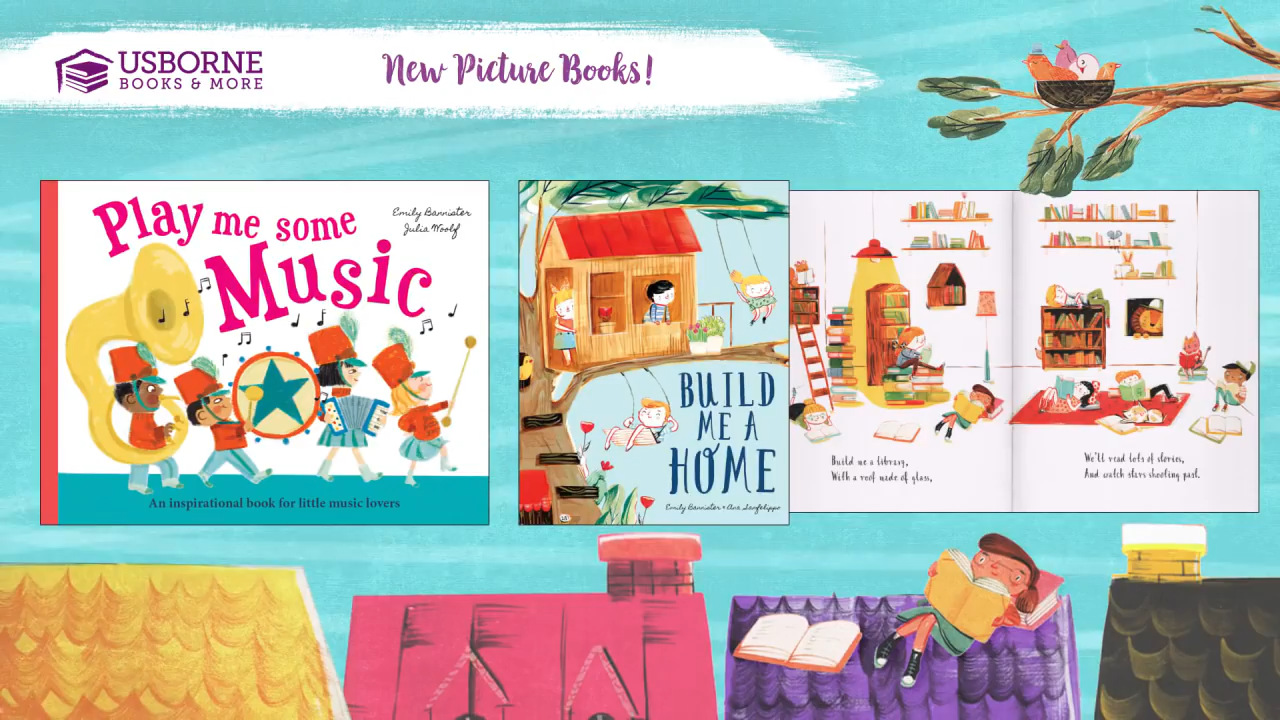 USBORNE
BOOKS & MORE
New Picture Books!
Play me some
Music
Emily Bannister
Julia Woolf
An inspirational book for little music lovers
BUILD
ME A
HOME
Emily Bannister • Ana Sanfelippo
Build me a library,
With a roof made of glass,
We'll read lots of stories,
And watch stars shooting past.